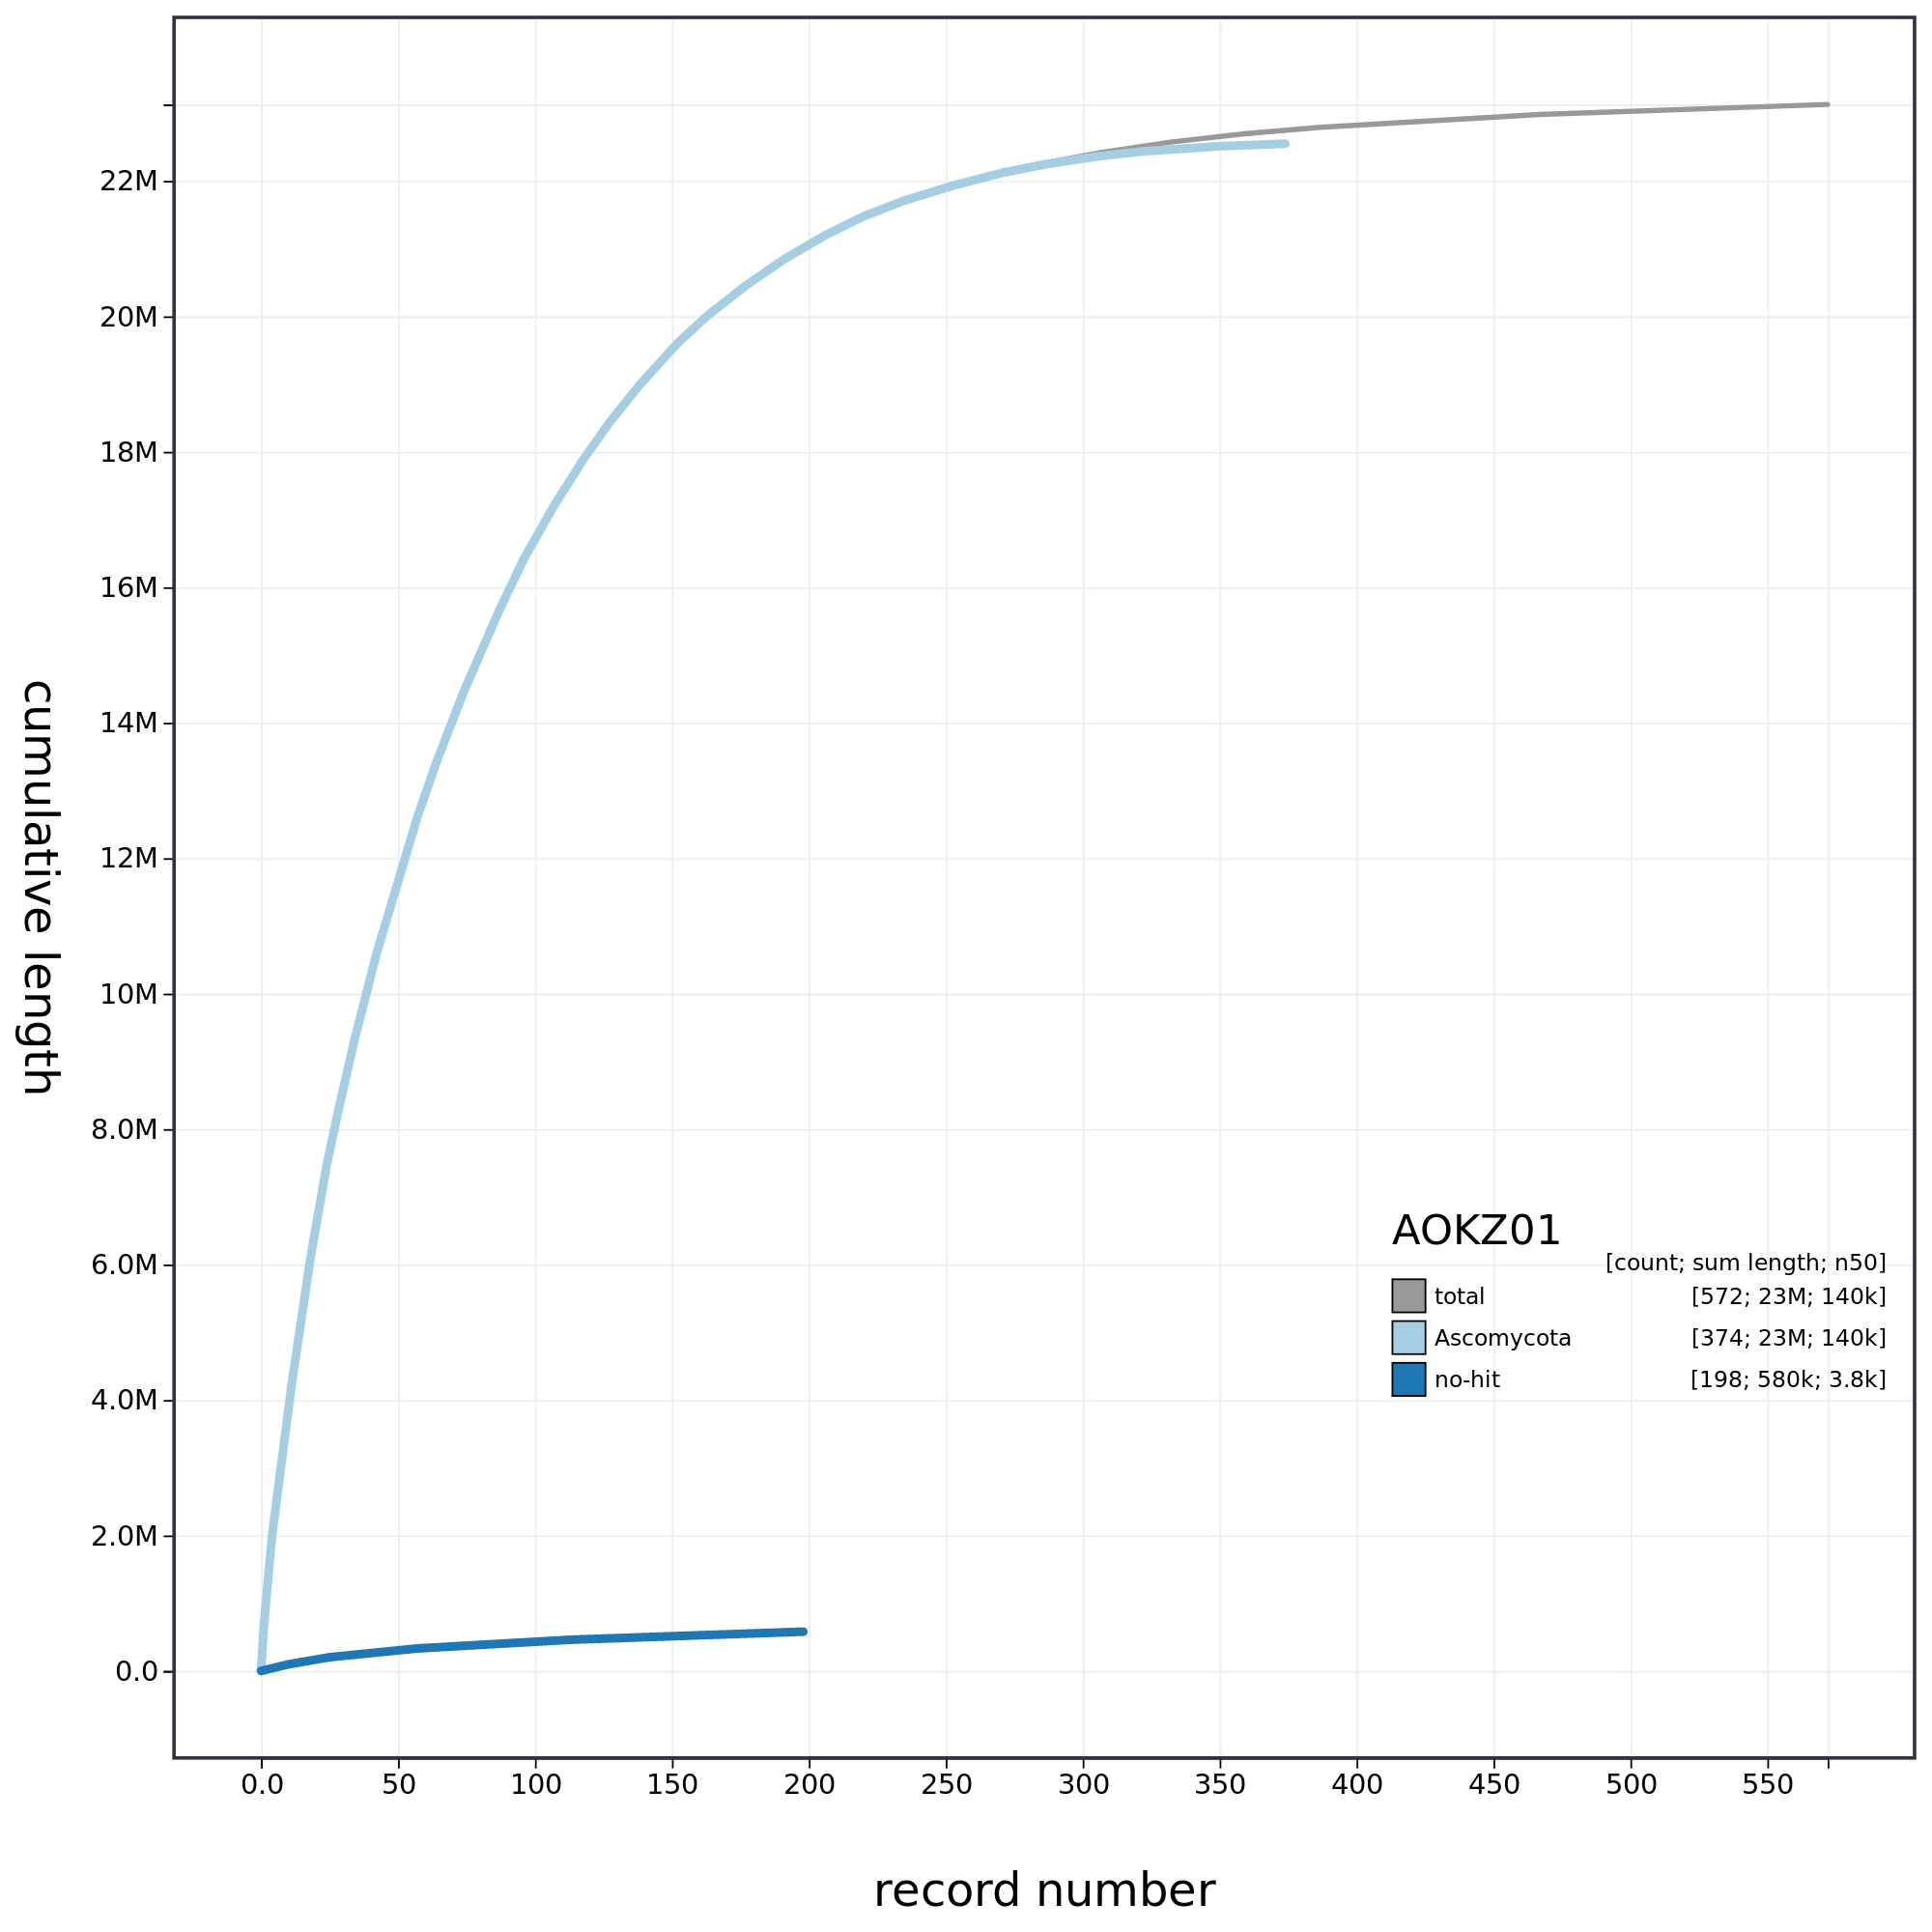 cumulative length
22M
20M
18M
16M
14M
12M
10M
8.0M
6.0M
4.0M
2.0M
0.0
AOKZ01
[count; sum length; n50]
total [572; 23M; 140k]
Ascomycota [374; 23M; 140k]
no-hit [198; 580k; 3.8k]
0.0 50 100 150 200 250 300 350 400 450 500 550
record number